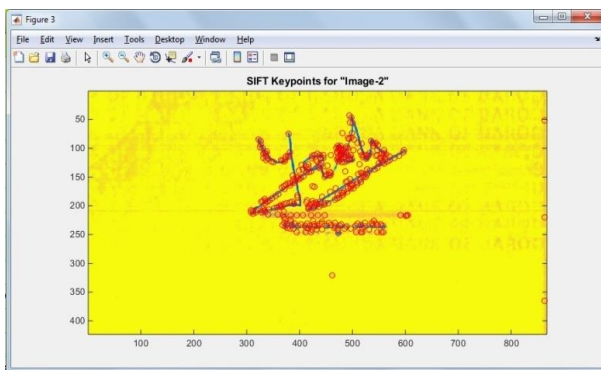 Figure 3
File Edit View Insert Tools Desktop Window Help
SIFT Keypoints for "Image-2"
50
100
150
200
250
300
350
400
100 200 300 400 500 600 700 800